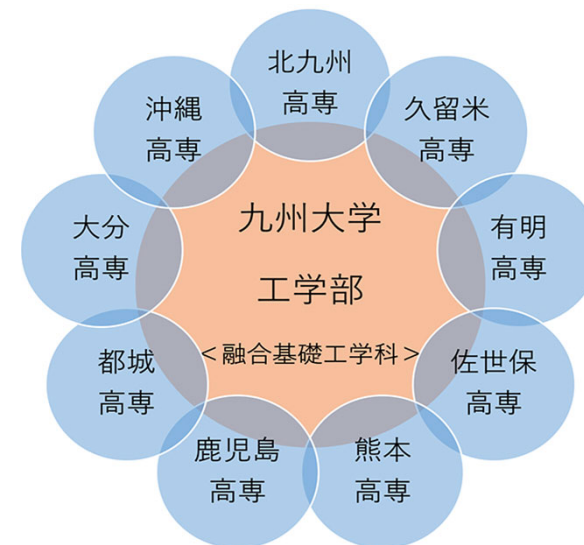 北九州
高専
久留米
高専
有明
高専
佐世保
高専
熊本
高専
鹿児島
高専
都城
高専
大分
高専
沖縄
高専
九州大学
工学部
<融合基礎工学科>